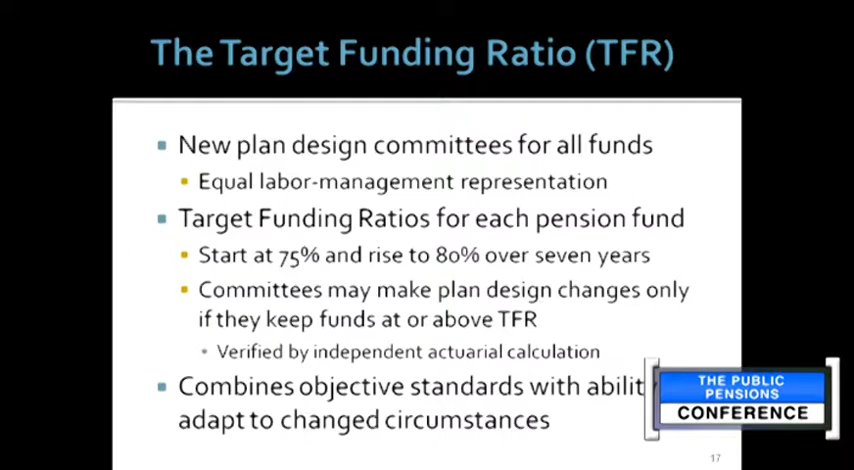 The Target Funding Ratio (TFR)
New plan design committees for all funds
Equal labor-management representation
Target Funding Ratios for each pension fund
Start at 75% and rise to 80% over seven years
Committees may make plan design changes only
if they keep funds at or above TFR
Verified by independent actuarial calculation
Combines objective standards with ability
adapt to changed circumstances
THE PUBLIC
PENSIONS
CONFERENCE
17